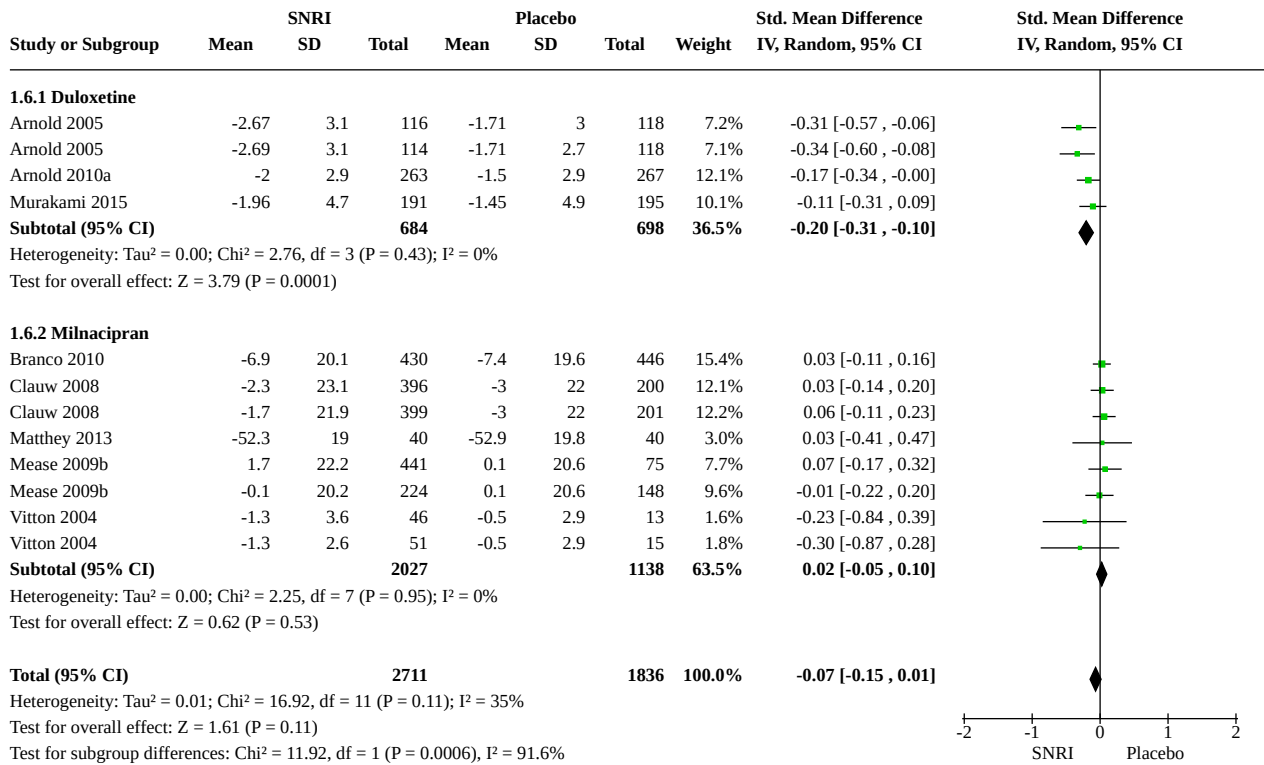 SNRI Placebo Std. Mean Difference Std. Mean Difference
Study or Subgroup Mean SD Total Mean SD Total Weight IV, Random, 95% CI IV, Random, 95% CI
1.6.1 Duloxetine
Arnold 2005 -2.67 3.1 116 -1.71 3 118 7.2% -0.31 [-0.57 , -0.06]
Arnold 2005 -2.69 3.1 114 -1.71 2.7 118 7.1% -0.34 [-0.60 , -0.08]
Arnold 2010a -2 2.9 263 -1.5 2.9 267 12.1% -0.17 [-0.34 , -0.00]
Murakami 2015 -1.96 4.7 191 -1.45 4.9 195 10.1% -0.11 [-0.31 , 0.09]
Subtotal (95% CI) 684 698 36.5% -0.20 [-0.31 , -0.10]
Heterogeneity: Tau² = 0.00; Chi² = 2.76, df = 3 (P = 0.43); I² = 0%
Test for overall effect: Z = 3.79 (P = 0.0001)
1.6.2 Milnacipran
Branco 2010 -6.9 20.1 430 -7.4 19.6 446 15.4% 0.03 [-0.11 , 0.16]
Clauw 2008 -2.3 23.1 396 -3 22 200 12.1% 0.03 [-0.14 , 0.20]
Clauw 2008 -1.7 21.9 399 -3 22 201 12.2% 0.06 [-0.11 , 0.23]
Matthey 2013 -52.3 19 40 -52.9 19.8 40 3.0% 0.03 [-0.41 , 0.47]
Mease 2009b 1.7 22.2 441 0.1 20.6 75 7.7% 0.07 [-0.17 , 0.32]
Mease 2009b -0.1 20.2 224 0.1 20.6 148 9.6% -0.01 [-0.22 , 0.20]
Vitton 2004 -1.3 3.6 46 -0.5 2.9 13 1.6% -0.23 [-0.84 , 0.39]
Vitton 2004 -1.3 2.6 51 -0.5 2.9 15 1.8% -0.30 [-0.87 , 0.28]
Subtotal (95% CI) 2027 1138 63.5% 0.02 [-0.05 , 0.10]
Heterogeneity: Tau² = 0.00; Chi² = 2.25, df = 7 (P = 0.95); I² = 0%
Test for overall effect: Z = 0.62 (P = 0.53)
Total (95% CI) 2711 1836 100.0% -0.07 [-0.15 , 0.01]
Heterogeneity: Tau² = 0.01; Chi² = 16.92, df = 11 (P = 0.11); I² = 35%
Test for overall effect: Z = 1.61 (P = 0.11)
-2 -1 0 1 2
Test for subgroup differences: Chi² = 11.92, df = 1 (P = 0.0006), I² = 91.6%
SNRI Placebo